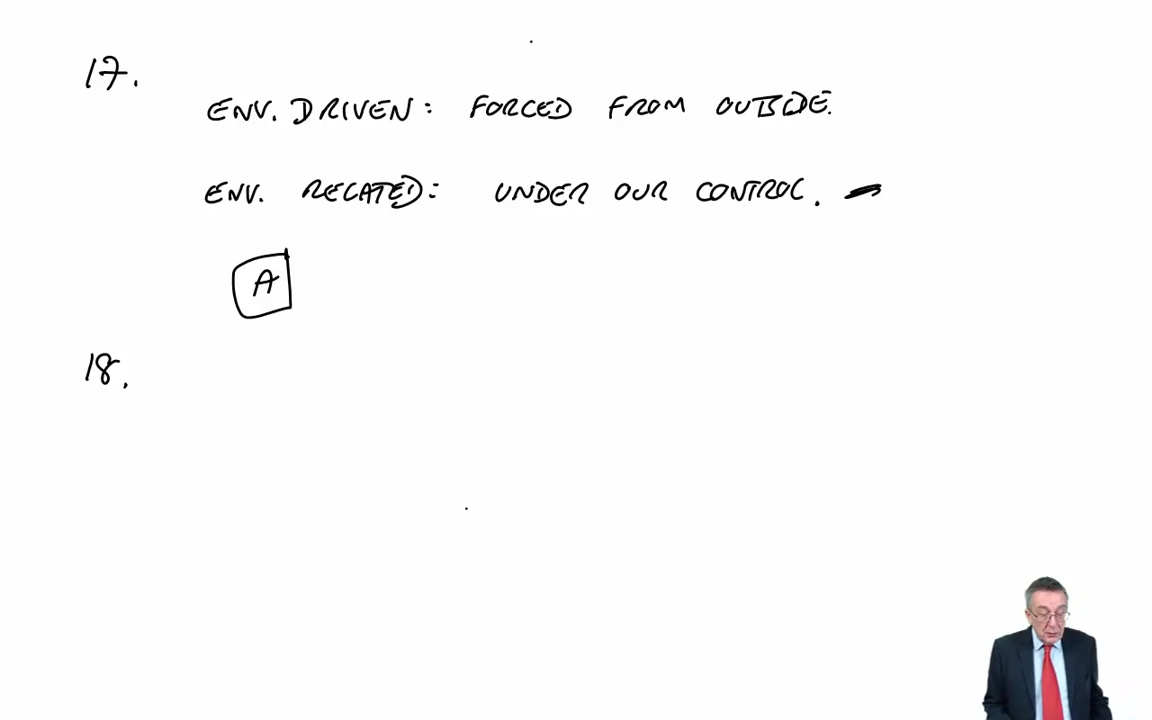 17.
ENV. DRIVEN: FORCED FROM OUTSIDE.
ENV. RELATED: UNDER OUR CONTROL.
A
18.